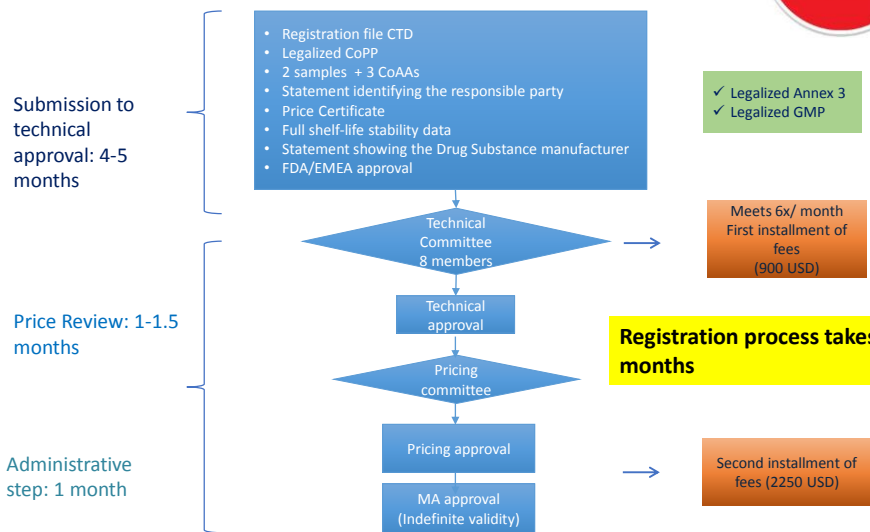 Registration file CTD
Legalized CoPP
2 samples + 3 CoAAs
Statement identifying the responsible party
Price Certificate
Full shelf-life stability data
Statement showing the Drug Substance manufacturer
FDA/EMEA approval
Submission to
technical
approval: 4-5
months
✓ Legalized Annex 3
✓ Legalized GMP
Technical
Committee
8 members
Meets 6x/ month
First installment of
fees
(900 USD)
Technical
approval
Price Review: 1-1.5
months
Registration process takes
months
Pricing
committee
Pricing approval
Administrative
step: 1 month
Second installment of
fees (2250 USD)
MA approval
(Indefinite validity)